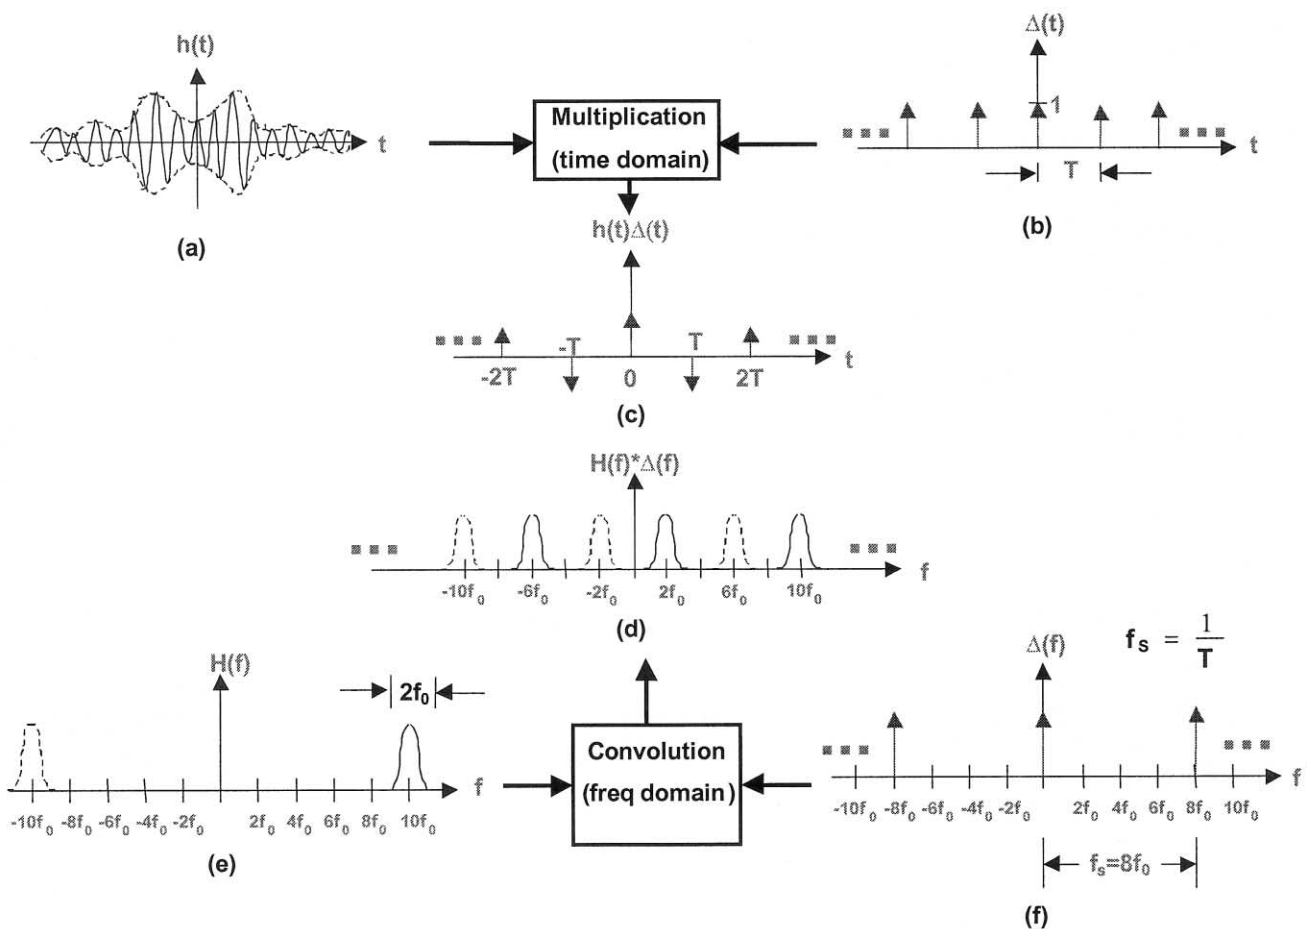 h(t)
t
(a)
Multiplication
(time domain)
Δ(t)
1
t
T
(b)
h(t)Δ(t)
-T
T
t
-2T
0
2T
(c)
H(f)*Δ(f)
f
-10f₀ -6f₀ -2f₀ 2f₀ 6f₀ 10f₀
(d)
H(f)
2f₀
f
-10f₀ -8f₀ -6f₀ -4f₀ -2f₀ 2f₀ 4f₀ 6f₀ 8f₀ 10f₀
(e)
Convolution
(freq domain)
fₛ = 1/T
Δ(f)
f
-10f₀ -8f₀ -6f₀ -4f₀ -2f₀ 2f₀ 4f₀ 6f₀ 8f₀ 10f₀
fₛ=8f₀
(f)